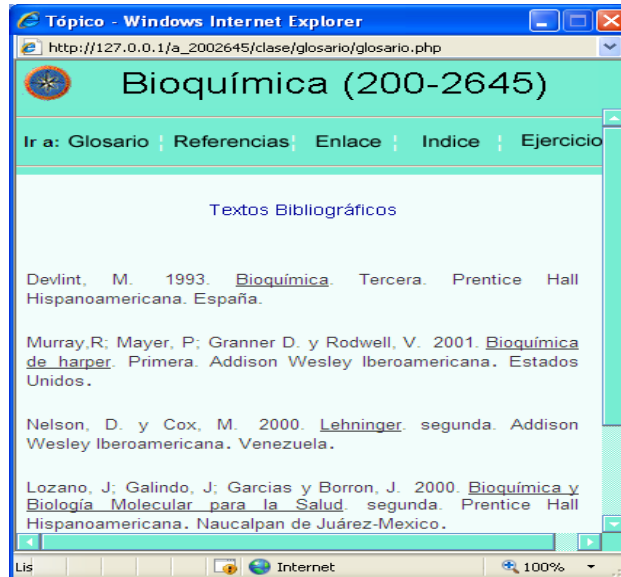 Tópico - Windows Internet Explorer
http://127.0.0.1/a_2002645/clase/glosario/glosario.php
Bioquímica (200-2645)
Ir a: Glosario ¦ Referencias ¦ Enlace ¦ Indice ¦ Ejercicio
Textos Bibliográficos
Devlint, M. 1993. Bioquímica. Tercera. Prentice Hall
Hispanoamericana. España.
Murray,R; Mayer, P; Granner D. y Rodwell, V. 2001. Bioquímica
de harper. Primera. Addison Wesley Iberoamericana. Estados
Unidos.
Nelson, D. y Cox, M. 2000. Lehninger. segunda. Addison
Wesley Iberoamericana. Venezuela.
Lozano, J; Galindo, J; Garcias y Borron, J. 2000. Bioquímica y
Biología Molecular para la Salud. segunda. Prentice Hall
Hispanoamericana. Naucalpan de Juárez-Mexico.
Lis Internet 100%